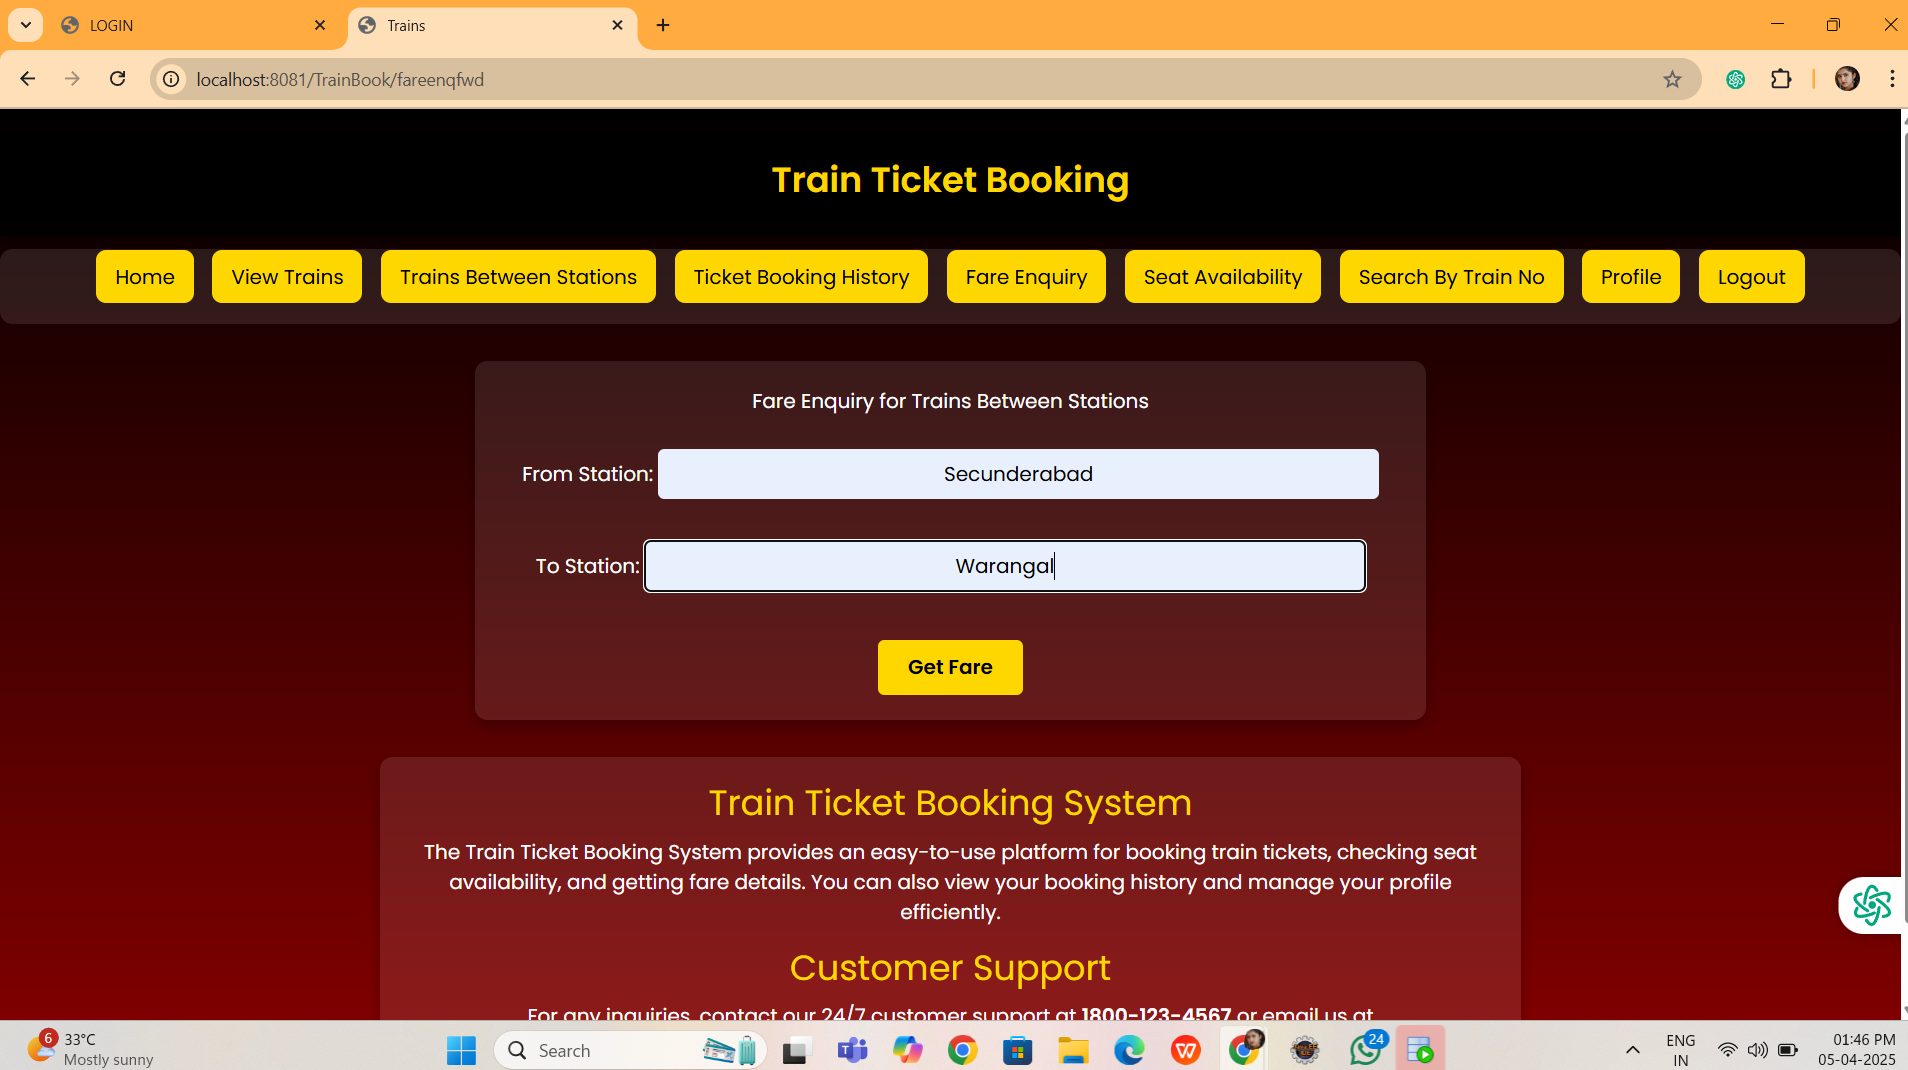 LOGIN
Trains
localhost:8081/TrainBook/fareenqfwd
Train Ticket Booking
Home View Trains Trains Between Stations Ticket Booking History Fare Enquiry Seat Availability Search By Train No Profile Logout
Fare Enquiry for Trains Between Stations
From Station: Secunderabad
To Station: Warangal
Get Fare
Train Ticket Booking System
The Train Ticket Booking System provides an easy-to-use platform for booking train tickets, checking seat
availability, and getting fare details. You can also view your booking history and manage your profile
efficiently.
Customer Support
For any inquiries, contact our 24/7 customer support at 1800-123-4567 or email us at
6
33°C
Mostly sunny
Search
24
ENG
IN
01:46 PM
05-04-2025